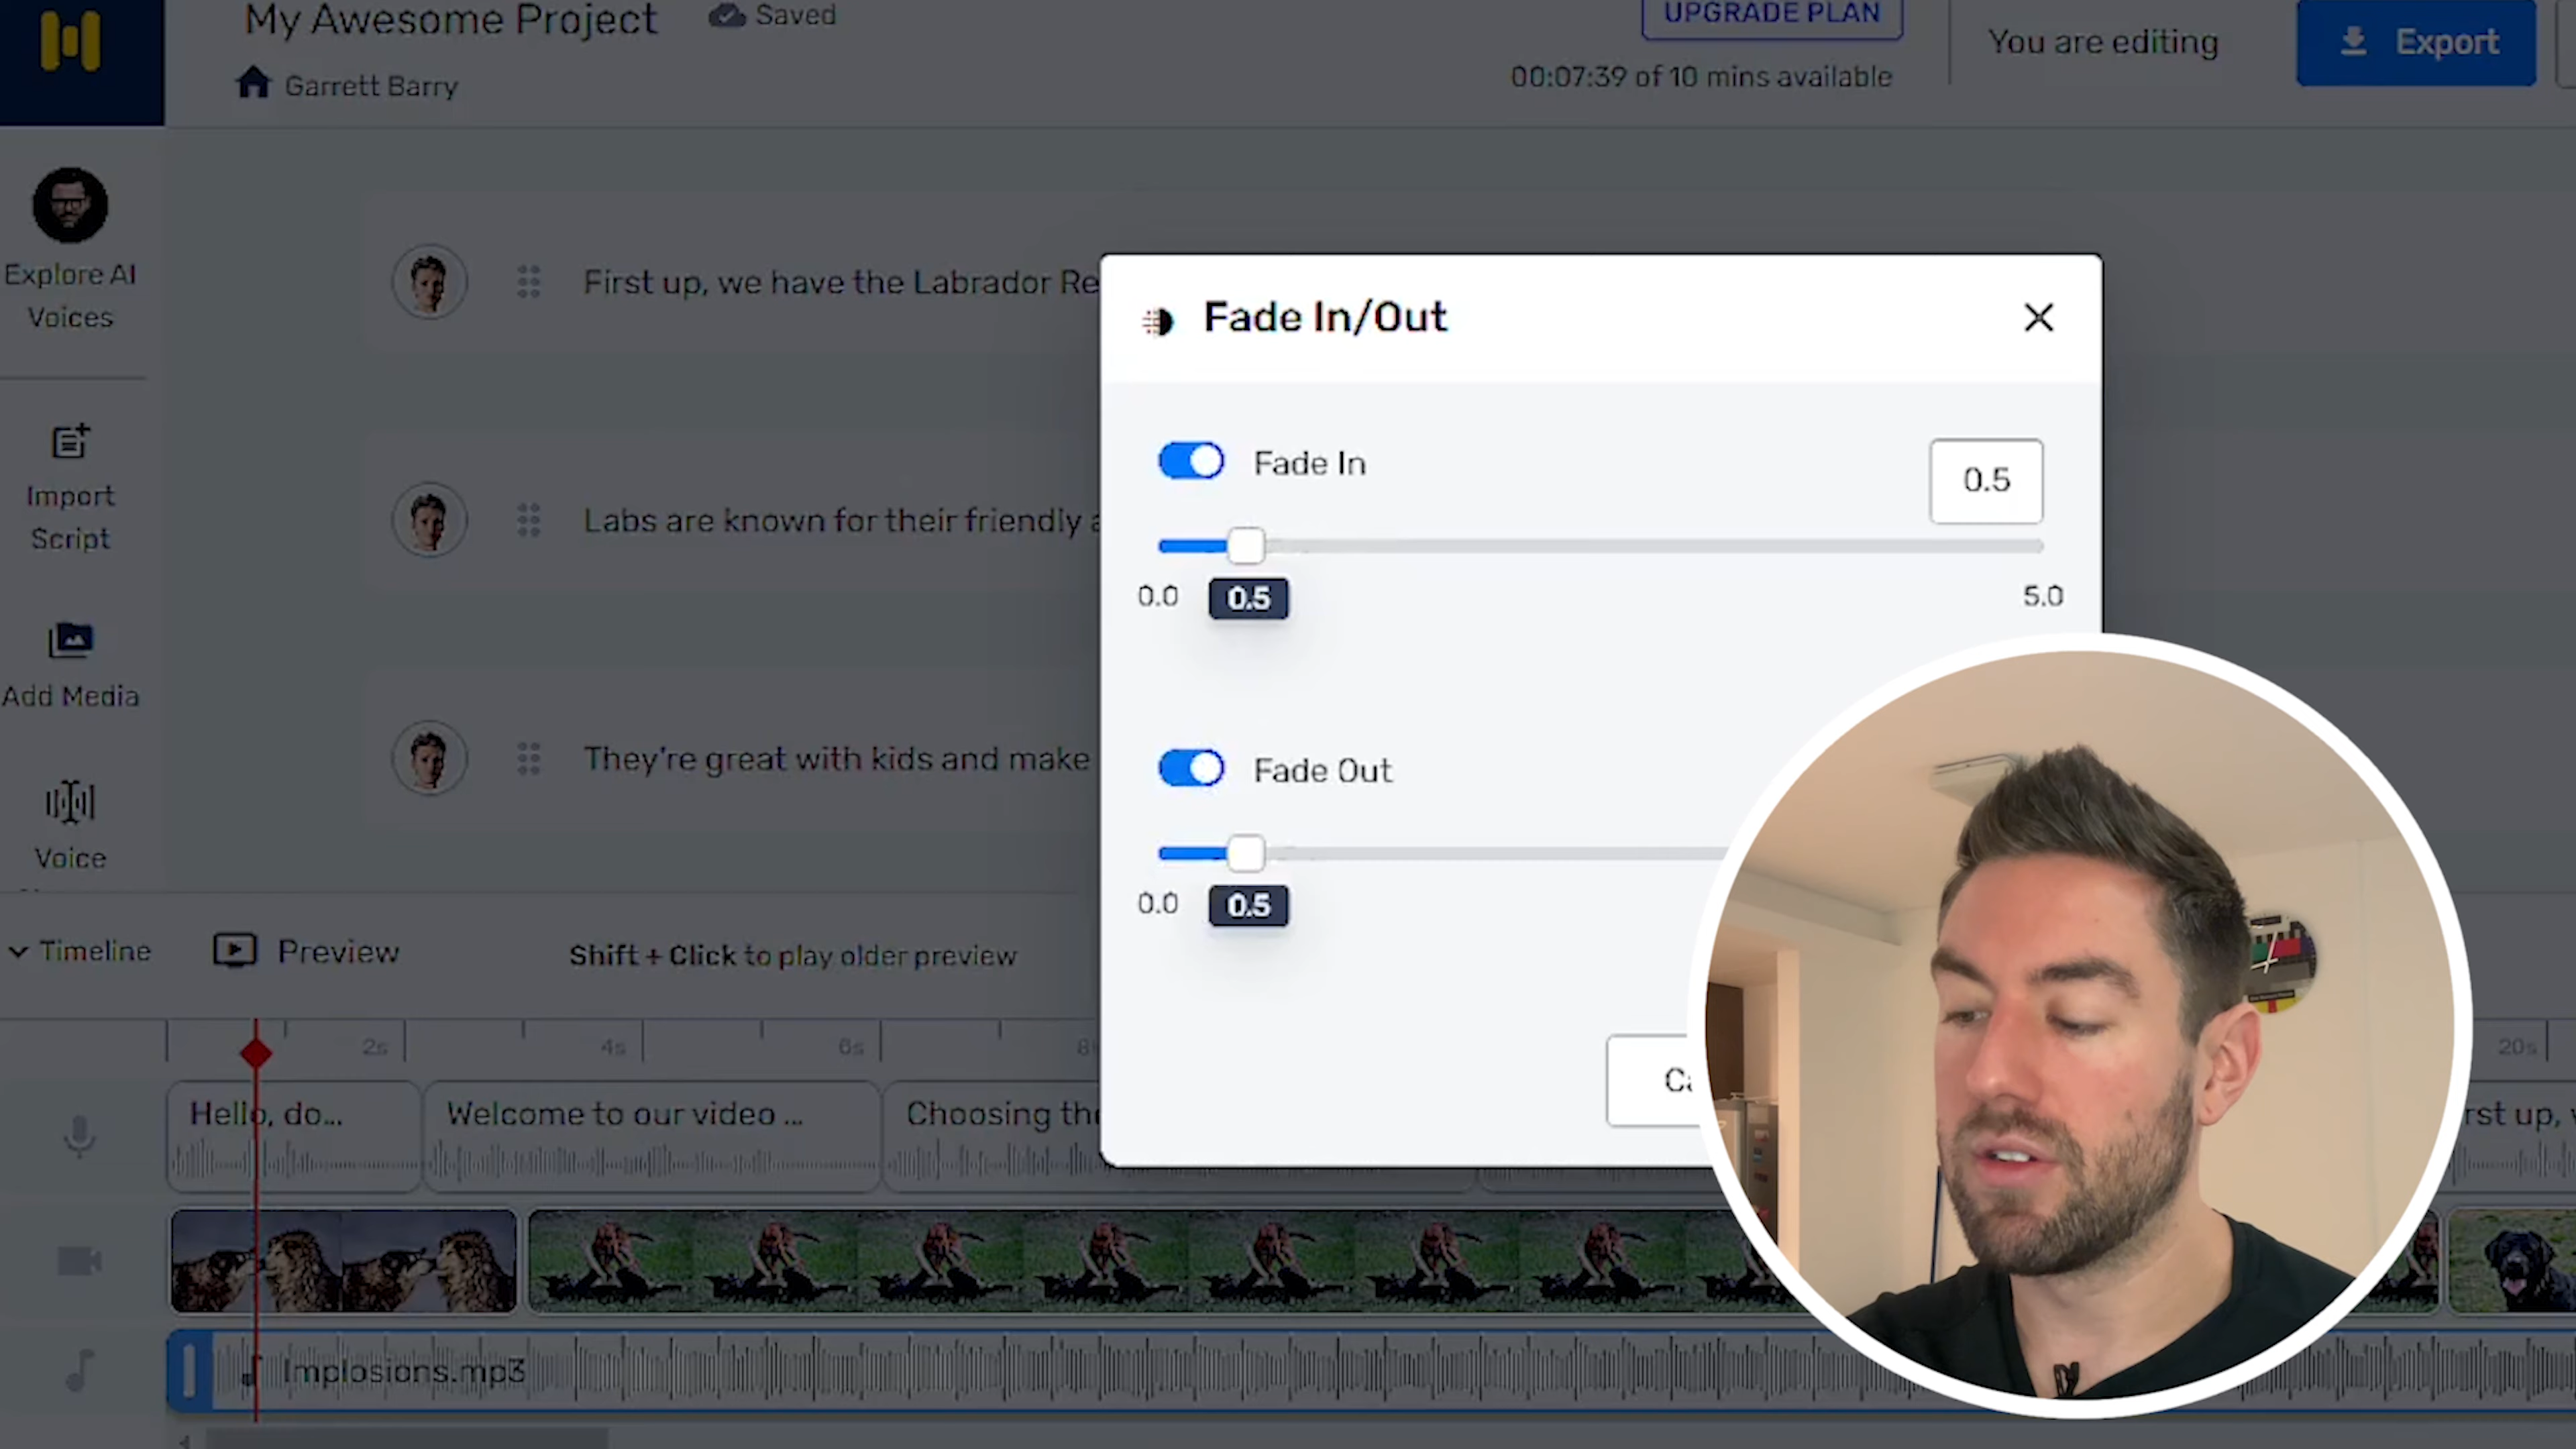 My Awesome Project
Saved
UPGRADE PLAN
Garrett Barry
00:07:39 of 10 mins available
You are editing
Export
Explore AI
Voices
Import
Script
Add Media
Voice
First up, we have the Labrador Re
Labs are known for their friendly a
They're great with kids and make
Fade In/Out
Fade In
0.5
0.0
0.5
5.0
Fade Out
0.0
0.5
Timeline
Preview
Shift + Click to play older preview
2s
4s
6s
8s
20s
Hello, do...
Welcome to our video ...
Choosing the
rst up,
Implosions.mp3